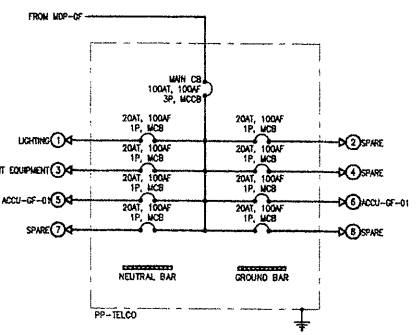 FROM MDP-GF
MAIN CB
100AT, 100AF
3P, MCCB
20AT, 100AF
1P, MCB
20AT, 100AF
1P, MCB
LIGHTING 1
2 SPARE
20AT, 100AF
1P, MCB
20AT, 100AF
1P, MCB
T EQUIPMENT 3
4 SPARE
20AT, 100AF
1P, MCB
20AT, 100AF
1P, MCB
ACCU-GF-01 5
6 ACCU-GF-01
20AT, 100AF
1P, MCB
20AT, 100AF
1P, MCB
SPARE 7
8 SPARE
NEUTRAL BAR
GROUND BAR
PP-TELCO